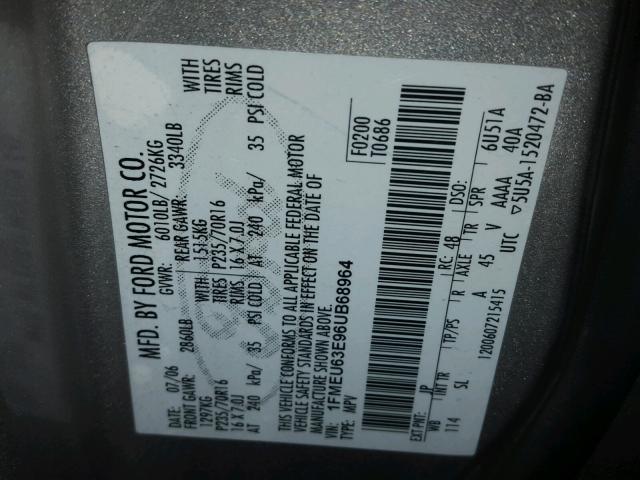 MFD. BY FORD MOTOR CO.
07/06 GVWR: 6010LB/ 2726KG
FRONT GAWR: 2860LB REAR GAWR: 3340LB
1297KG 1515KG WITH
P235/70R16 P235/70R16 TIRES
16 X 7.0J 16 X 7.0J RIMS
AT 240 kPa/ 35 PSI COLD AT 240 kPa/ 35 PSI COLD
THIS VEHICLE CONFORMS TO ALL APPLICABLE FEDERAL MOTOR
VEHICLE SAFETY STANDARDS IN EFFECT ON THE DATE OF
MANUFACTURE SHOWN ABOVE.
VIN: 1FMEU63E96UB68964 F0200
TYPE: MPV T0686
EXT PNT: JP RC: 48 DSO:
WB INT TR TP/PS R AXLE TR SPR 6U51A
114 SL A 45 V AAAA 40A
UTC ▽5U5A-1520472-BA
1200607215415